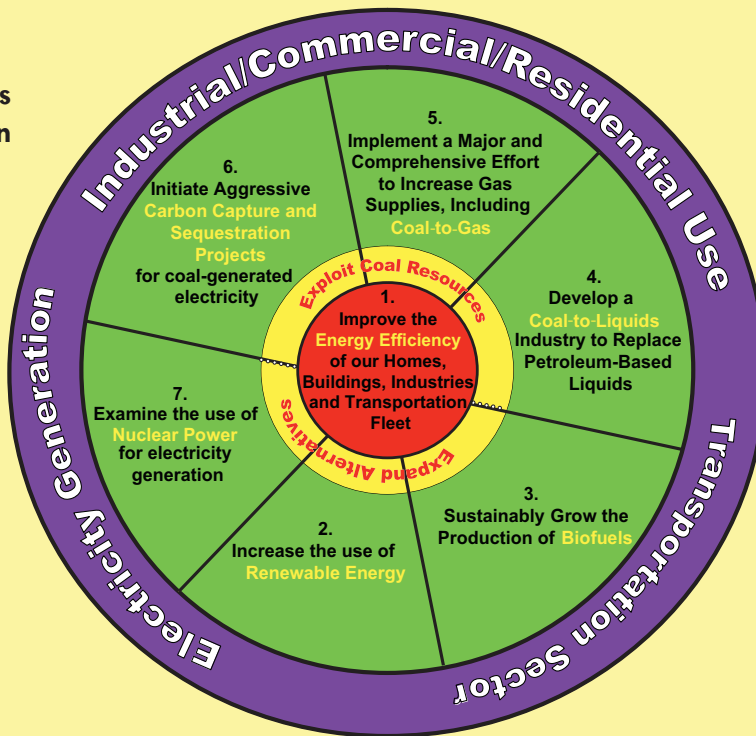 s
n
Industrial/Commercial/Residential Use
Transportation Sector
Electricity Generation
Exploit Coal Resources
Expand Alternatives
1.
Improve the
Energy Efficiency
of our Homes,
Buildings, Industries
and Transportation
Fleet
2.
Increase the use of
Renewable Energy
3.
Sustainably Grow the
Production of Biofuels
4.
Develop a
Coal-to-Liquids
Industry to Replace
Petroleum-Based
Liquids
5.
Implement a Major and
Comprehensive Effort
to Increase Gas
Supplies, Including
Coal-to-Gas
6.
Initiate Aggressive
Carbon Capture and
Sequestration
Projects
for coal-generated
electricity
7.
Examine the use of
Nuclear Power
for electricity
generation